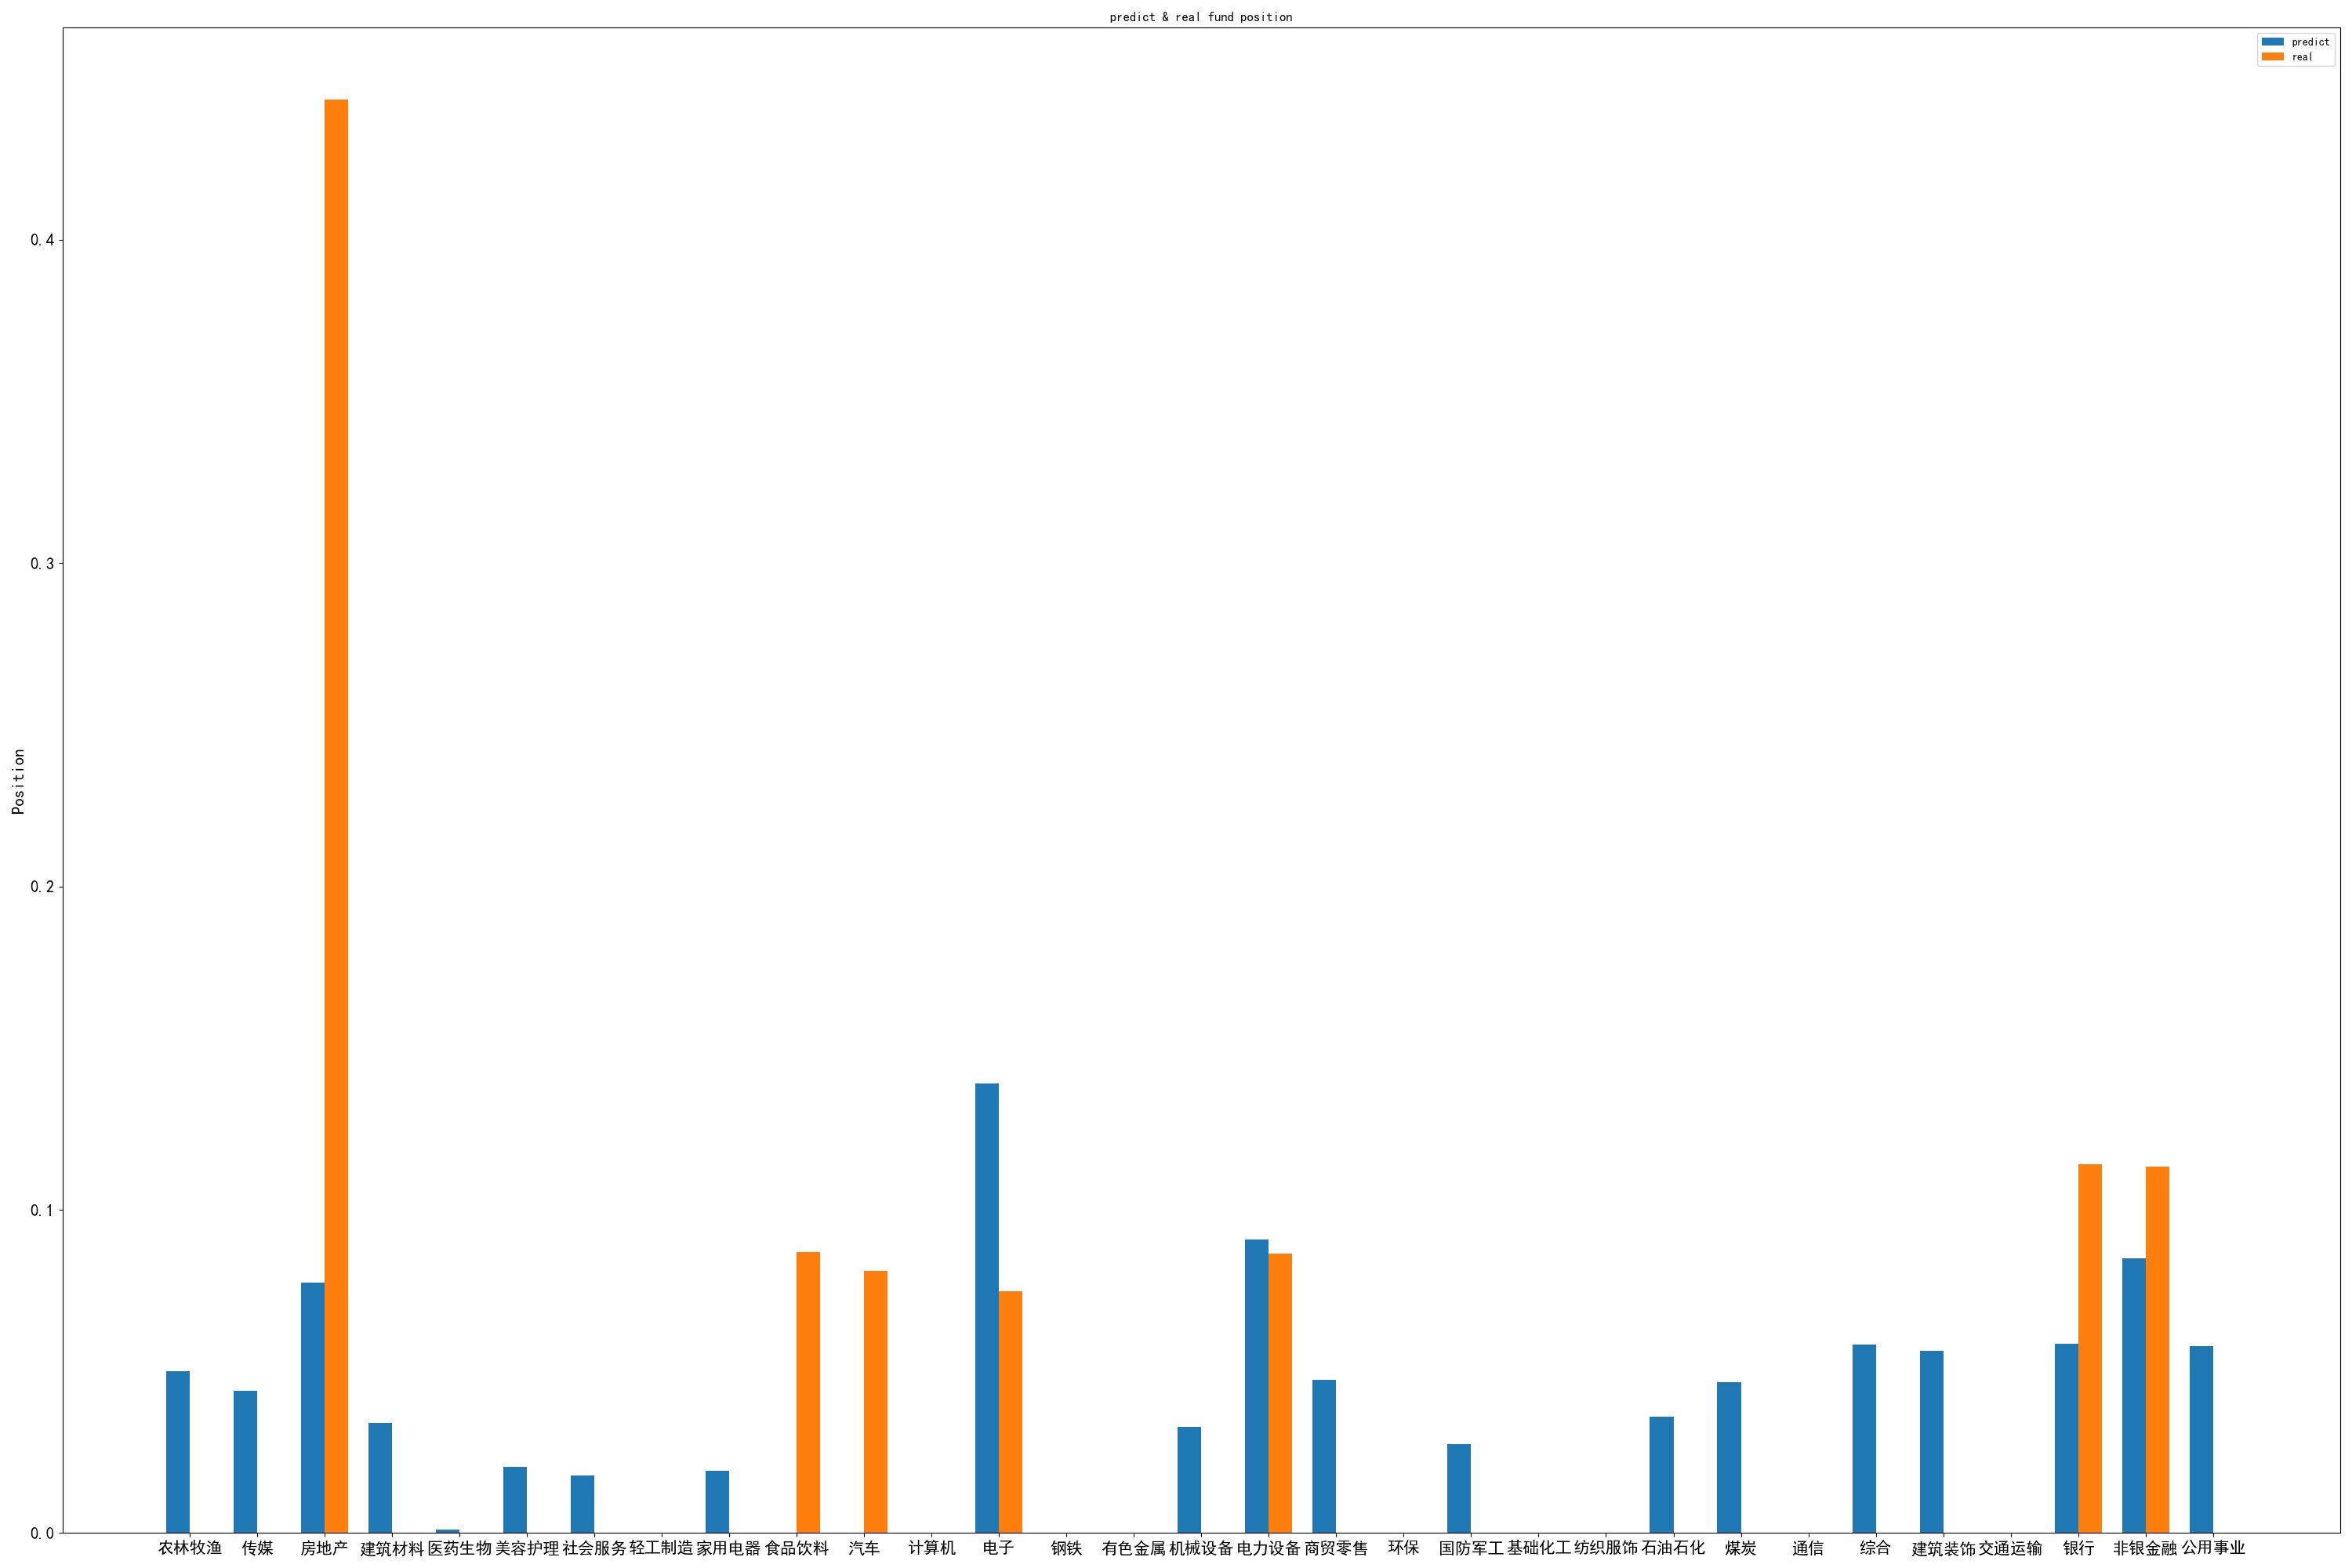 predict & real fund position
predict
real
Position
0.4
0.3
0.2
0.1
0.0
农林牧渔 传媒 房地产 建筑材料 医药生物 美容护理 社会服务 轻工制造 家用电器 食品饮料 汽车 计算机 电子 钢铁 有色金属 机械设备 电力设备 商贸零售 环保 国防军工 基础化工 纺织服饰 石油石化 煤炭 通信 综合 建筑装饰 交通运输 银行 非银金融 公用事业